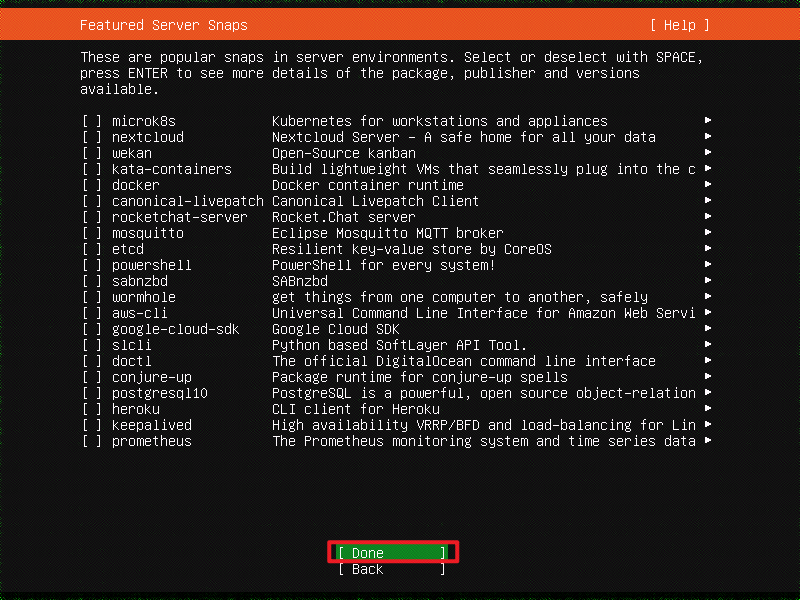 Featured Server Snaps [ Help ]
These are popular snaps in server environments. Select or deselect with SPACE,
press ENTER to see more details of the package, publisher and versions
available.
[ ] microk8s Kubernetes for workstations and appliances ►
[ ] nextcloud Nextcloud Server - A safe home for all your data ►
[ ] wekan Open-Source kanban ►
[ ] kata-containers Build lightweight VMs that seamlessly plug into the c ►
[ ] docker Docker container runtime ►
[ ] canonical-livepatch Canonical Livepatch Client ►
[ ] rocketchat-server Rocket.Chat server ►
[ ] mosquitto Eclipse Mosquitto MQTT broker ►
[ ] etcd Resilient key-value store by CoreOS ►
[ ] powershell PowerShell for every system! ►
[ ] sabnzbd SABnzbd ►
[ ] wormhole get things from one computer to another, safely ►
[ ] aws-cli Universal Command Line Interface for Amazon Web Servi ►
[ ] google-cloud-sdk Google Cloud SDK ►
[ ] slcli Python based SoftLayer API Tool. ►
[ ] doctl The official DigitalOcean command line interface ►
[ ] conjure-up Package runtime for conjure-up spells ►
[ ] postgresql10 PostgreSQL is a powerful, open source object-relation ►
[ ] heroku CLI client for Heroku ►
[ ] keepalived High availability VRRP/BFD and load-balancing for Lin ►
[ ] prometheus The Prometheus monitoring system and time series data ►
[ Done ]
[ Back ]